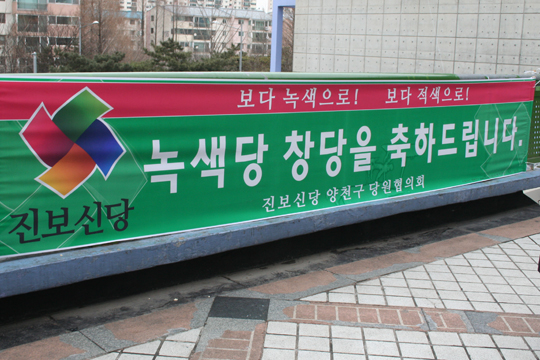 보다 녹색으로! 보다 적색으로!
녹색당 창당을 축하드립니다.
진보신당 양천구 당원협의회
진보신당